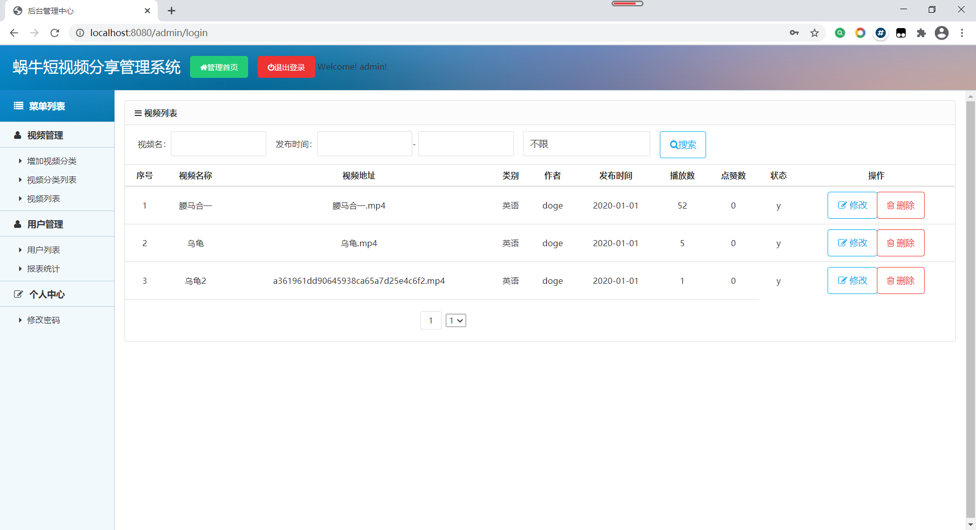 后台管理中心
localhost:8080/admin/login
蜗牛短视频分享管理系统 管理首页 退出登录 Welcome! admin!
菜单列表
视频管理
增加视频分类
视频分类列表
视频列表
用户管理
用户列表
报表统计
个人中心
修改密码
视频列表
视频名: 发布时间: - 不限 搜索
序号 视频名称 视频地址 类别 作者 发布时间 播放数 点赞数 状态 操作
1 腰马合一 腰马合一.mp4 英语 doge 2020-01-01 52 0 y 修改 删除
2 乌龟 乌龟.mp4 英语 doge 2020-01-01 5 0 y 修改 删除
3 乌龟2 a361961dd90645938ca65a7d25e4c6f2.mp4 英语 doge 2020-01-01 1 0 y 修改 删除
1 1